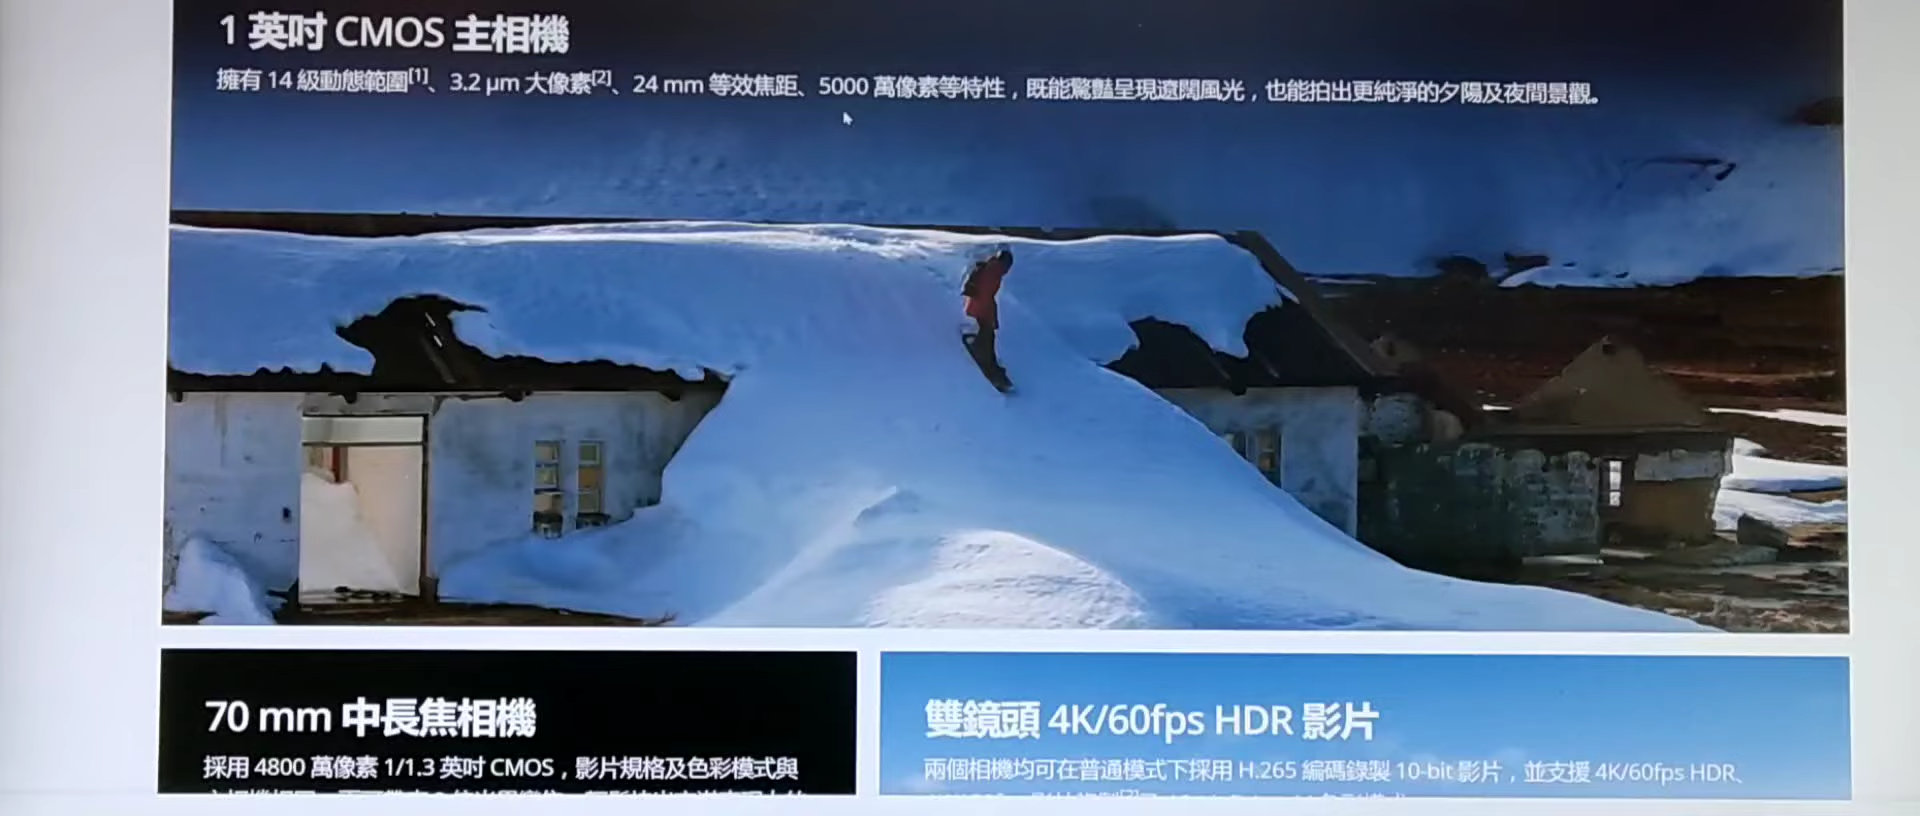 1 英吋 CMOS 主相機
擁有 14 級動態範圍[1]、3.2 μm 大像素[2]、24 mm 等效焦距、5000 萬像素等特性，既能驚豔呈現遼闊風光，也能拍出更純淨的夕陽及夜間景觀。
70 mm 中長焦相機
採用 4800 萬像素 1/1.3 英吋 CMOS，影片規格及色彩模式與
雙鏡頭 4K/60fps HDR 影片
兩個相機均可在普通模式下採用 H.265 編碼錄製 10-bit 影片，並支援 4K/60fps HDR、